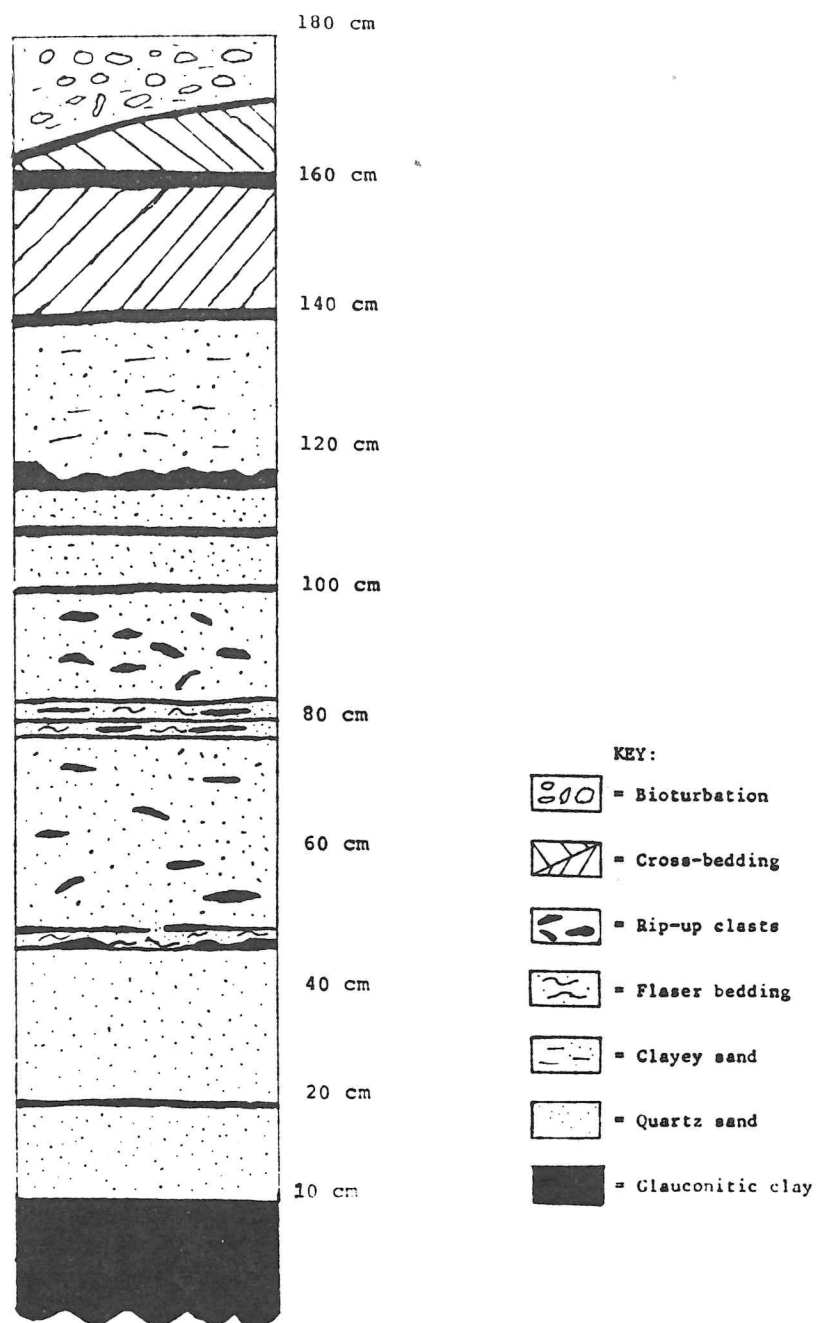 180 cm
160 cm
140 cm
120 cm
100 cm
80 cm
60 cm
40 cm
20 cm
10 cm
KEY:
= Bioturbation
= Cross-bedding
= Rip-up clasts
= Flaser bedding
= Clayey sand
= Quartz sand
= Glauconitic clay